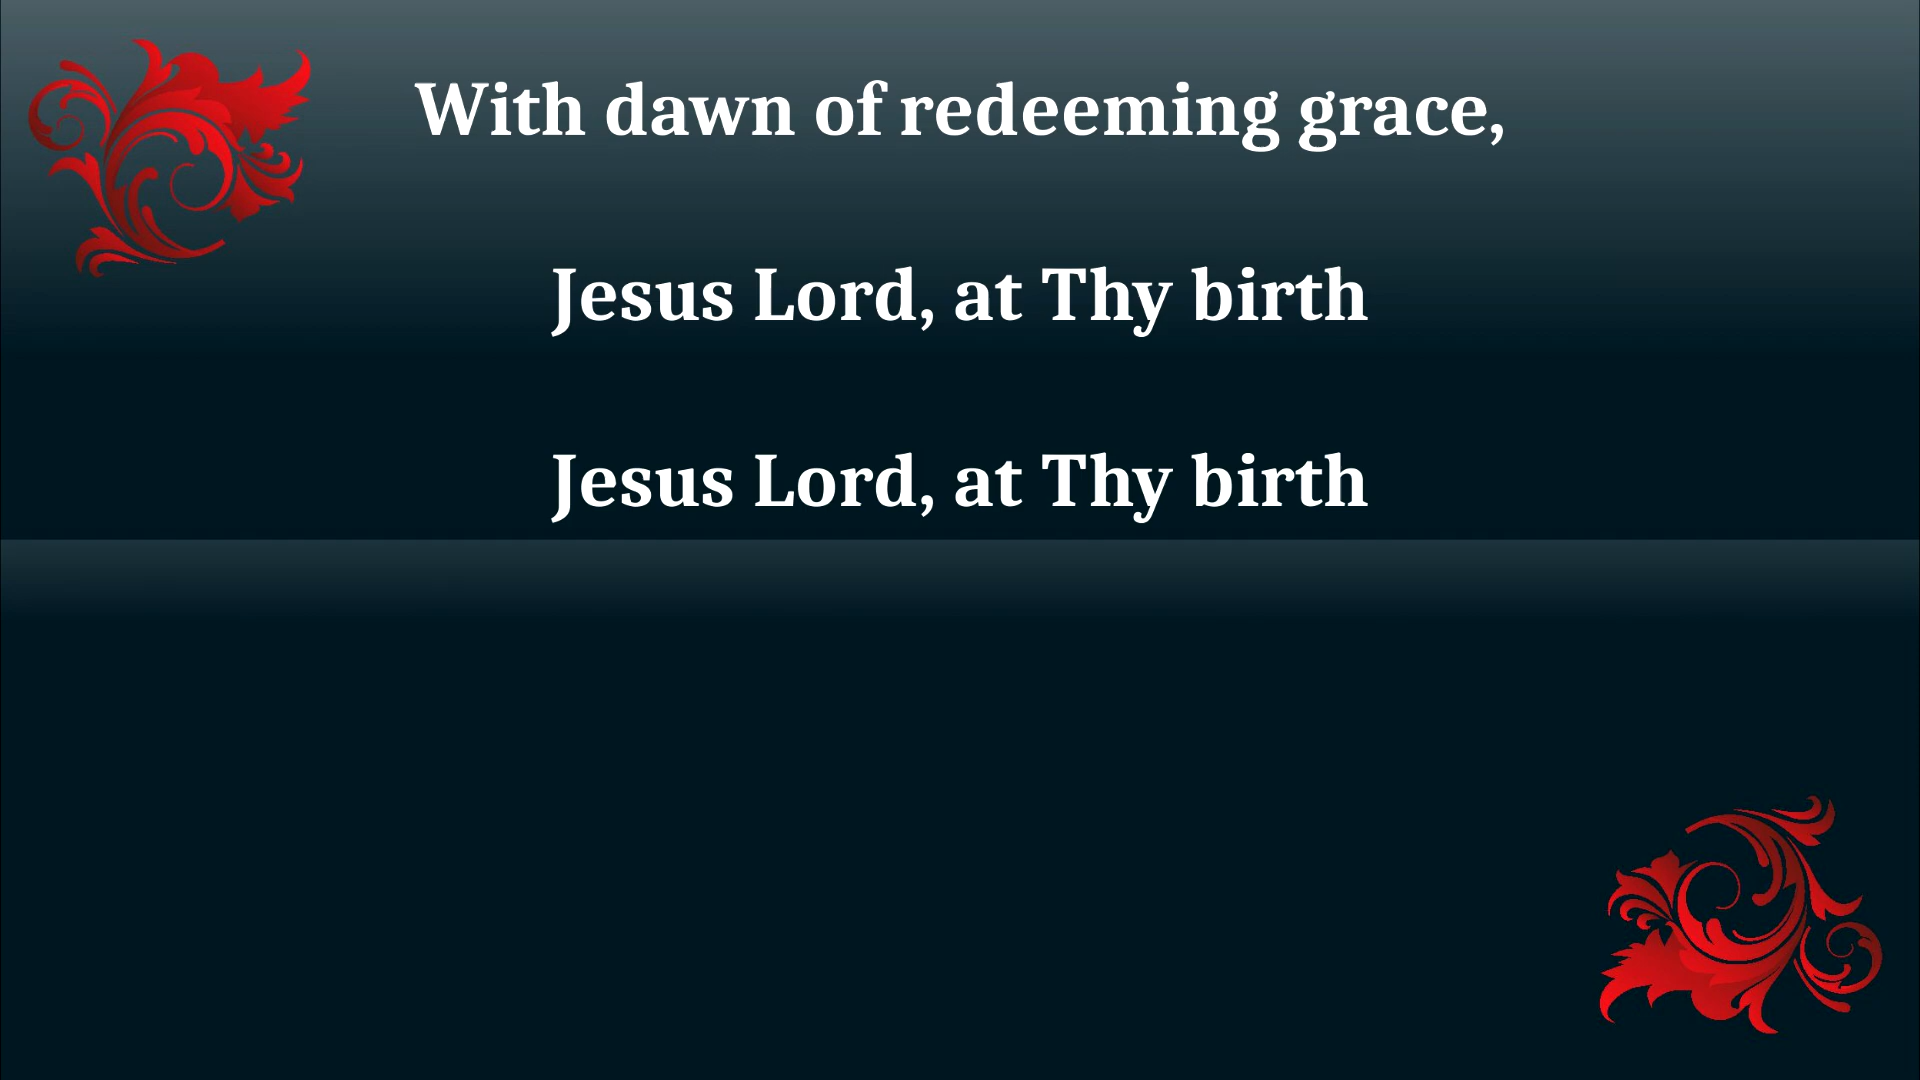 With dawn of redeeming grace,
Jesus Lord, at Thy birth
Jesus Lord, at Thy birth